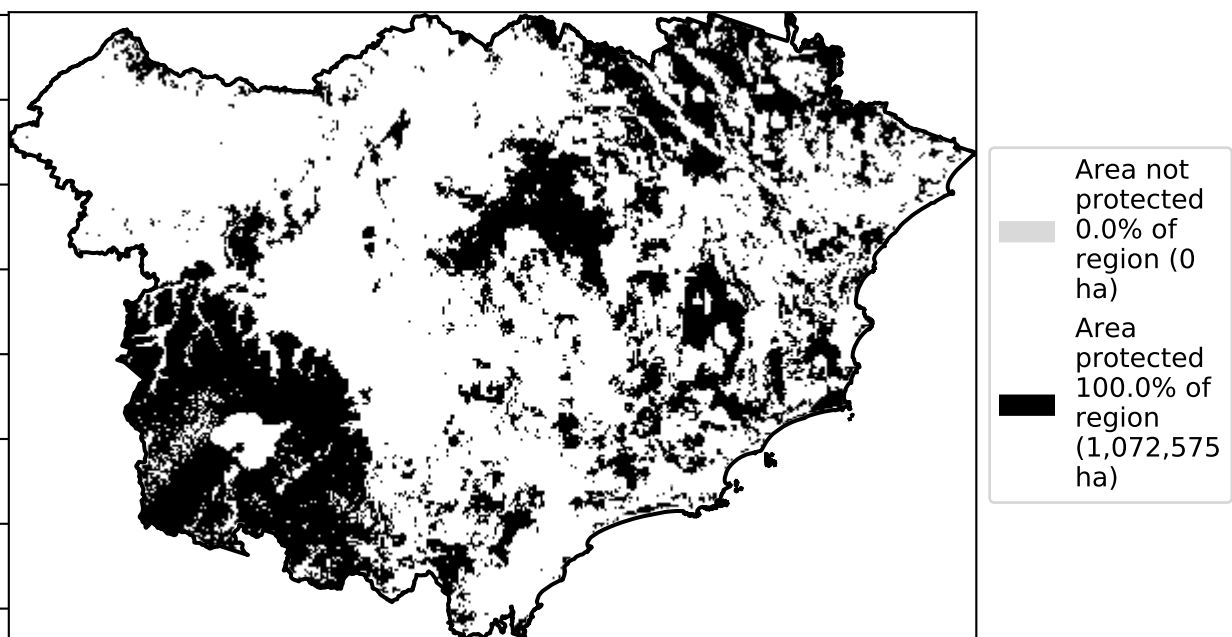 Area not
protected
0.0% of
region (0
ha)
Area
protected
100.0% of
region
(1,072,575
ha)